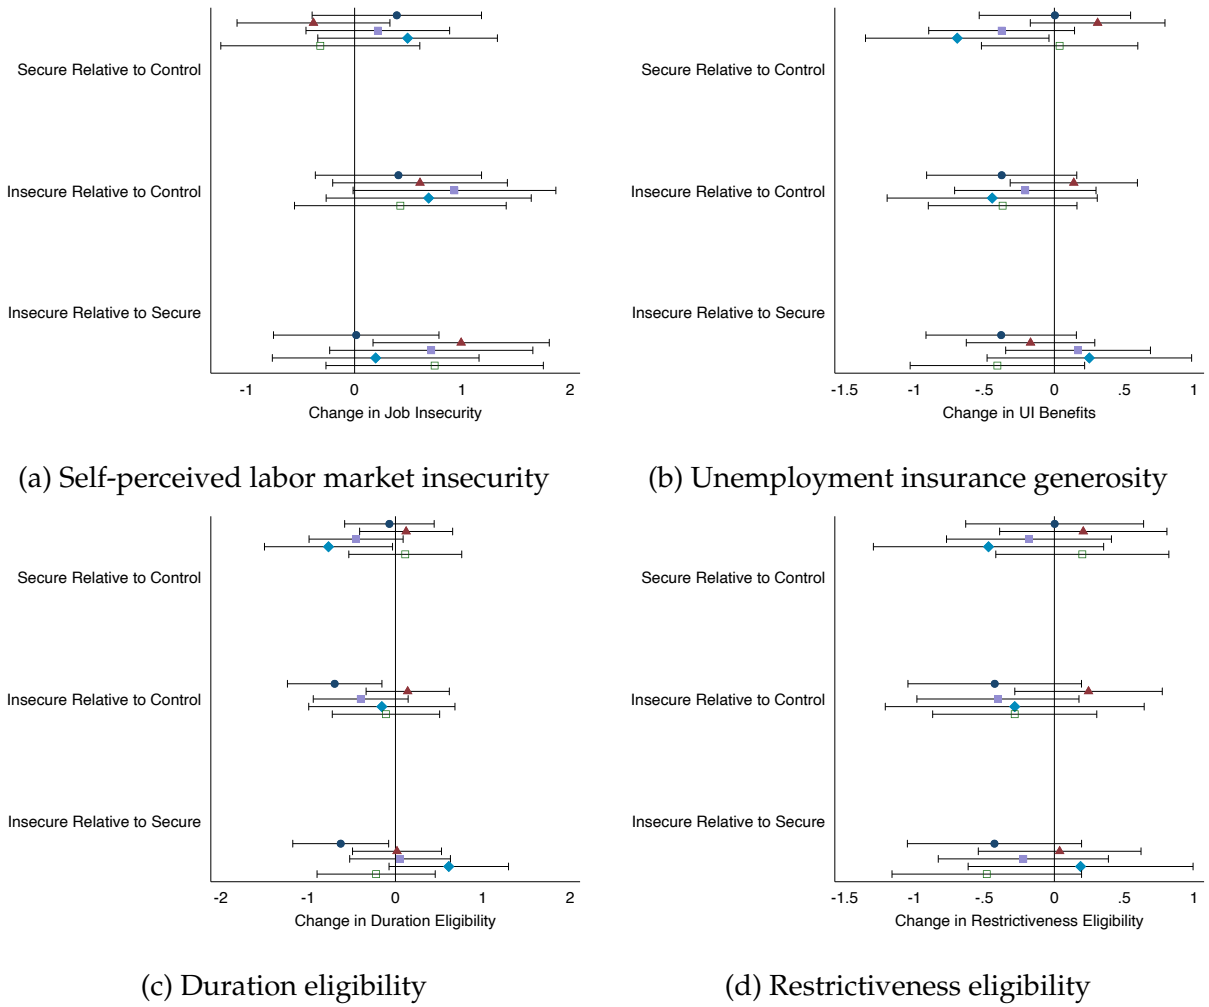 Secure Relative to Control
Insecure Relative to Control
Insecure Relative to Secure
-1 0 1 2
Change in Job Insecurity
(a) Self-perceived labor market insecurity
Secure Relative to Control
Insecure Relative to Control
Insecure Relative to Secure
-1.5 -1 -.5 0 .5 1
Change in UI Benefits
(b) Unemployment insurance generosity
Secure Relative to Control
Insecure Relative to Control
Insecure Relative to Secure
-2 -1 0 1 2
Change in Duration Eligibility
(c) Duration eligibility
Secure Relative to Control
Insecure Relative to Control
Insecure Relative to Secure
-1.5 -1 -.5 0 .5 1
Change in Restrictiveness Eligibility
(d) Restrictiveness eligibility